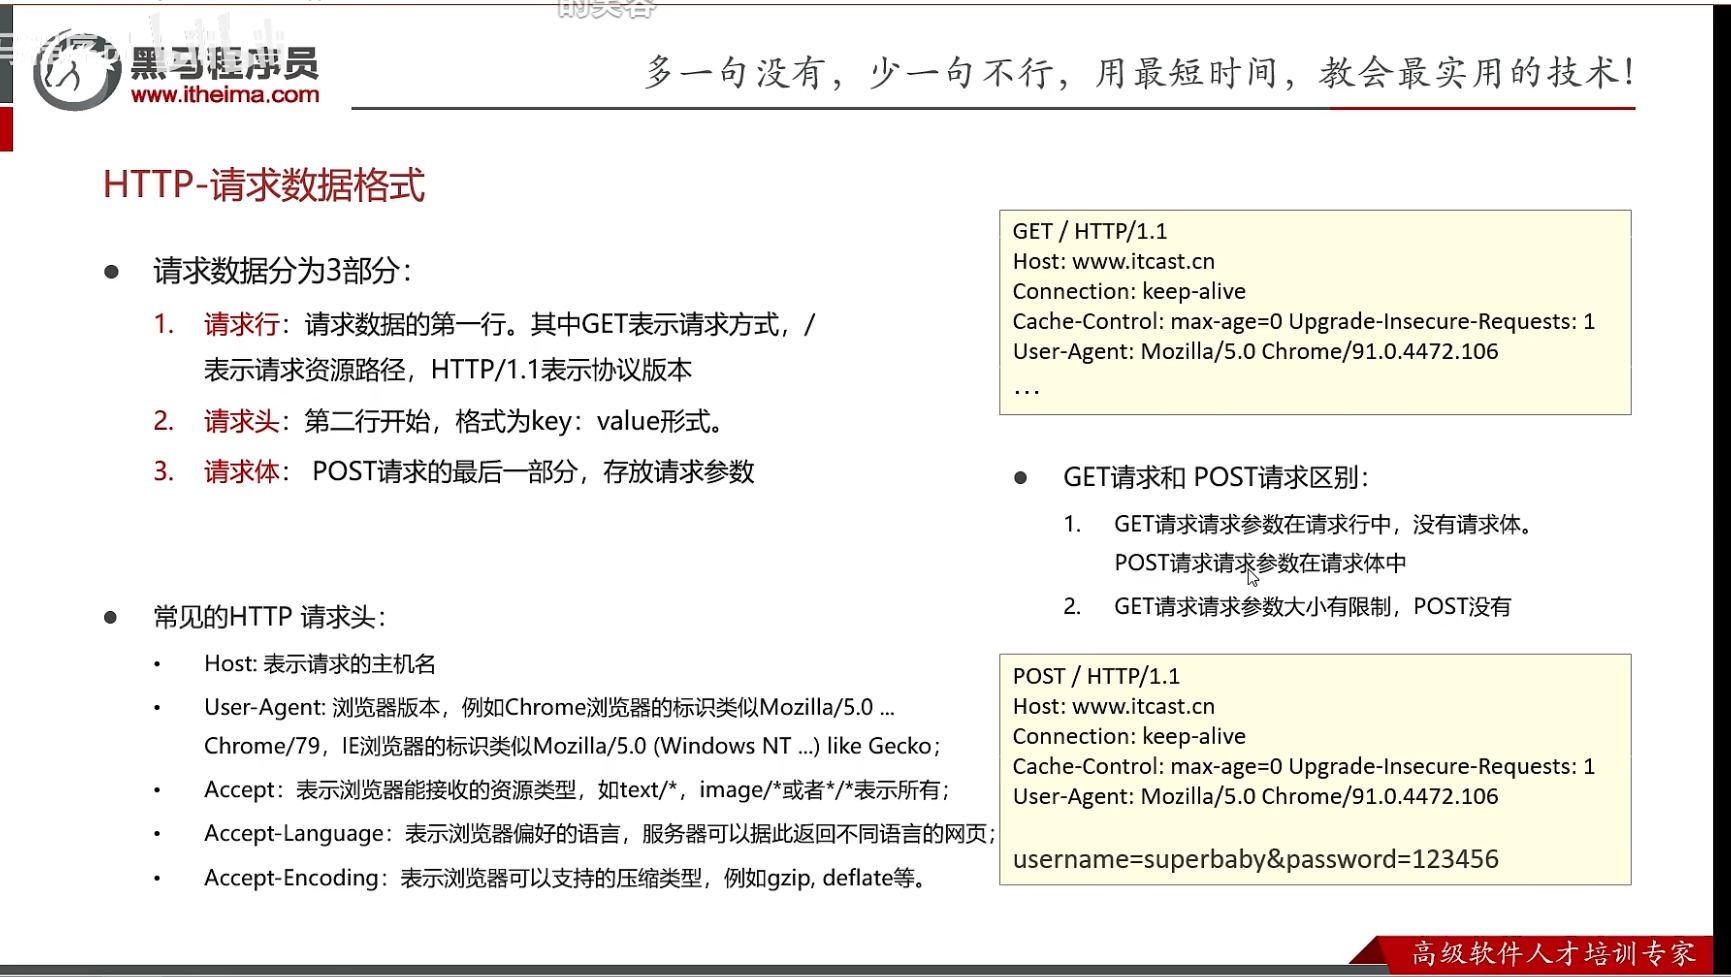 的笑容
黑马程序员
www.itheima.com
多一句没有，少一句不行，用最短时间，教会最实用的技术！
HTTP-请求数据格式
● 请求数据分为3部分：
1. 请求行：请求数据的第一行。其中GET表示请求方式，/
表示请求资源路径，HTTP/1.1表示协议版本
2. 请求头：第二行开始，格式为key：value形式。
3. 请求体： POST请求的最后一部分，存放请求参数
● 常见的HTTP 请求头：
• Host: 表示请求的主机名
• User-Agent: 浏览器版本，例如Chrome浏览器的标识类似Mozilla/5.0 ...
Chrome/79，IE浏览器的标识类似Mozilla/5.0 (Windows NT ...) like Gecko；
• Accept：表示浏览器能接收的资源类型，如text/*，image/*或者*/*表示所有；
• Accept-Language：表示浏览器偏好的语言，服务器可以据此返回不同语言的网页；
• Accept-Encoding：表示浏览器可以支持的压缩类型，例如gzip, deflate等。
GET / HTTP/1.1
Host: www.itcast.cn
Connection: keep-alive
Cache-Control: max-age=0 Upgrade-Insecure-Requests: 1
User-Agent: Mozilla/5.0 Chrome/91.0.4472.106
...
● GET请求和 POST请求区别：
1. GET请求请求参数在请求行中，没有请求体。
POST请求请求参数在请求体中
2. GET请求请求参数大小有限制，POST没有
POST / HTTP/1.1
Host: www.itcast.cn
Connection: keep-alive
Cache-Control: max-age=0 Upgrade-Insecure-Requests: 1
User-Agent: Mozilla/5.0 Chrome/91.0.4472.106
username=superbaby&password=123456
高级软件人才培训专家